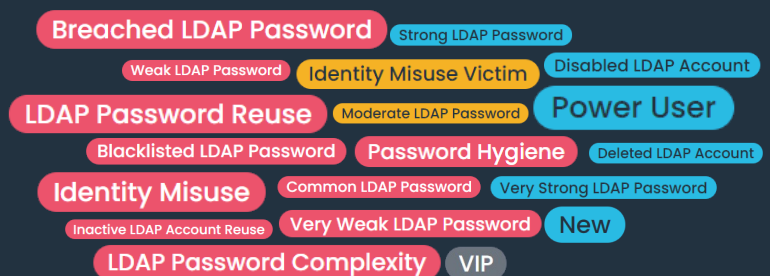 Breached LDAP Password
Strong LDAP Password
Weak LDAP Password
Identity Misuse Victim
Disabled LDAP Account
LDAP Password Reuse
Moderate LDAP Password
Power User
Blacklisted LDAP Password
Password Hygiene
Deleted LDAP Account
Identity Misuse
Common LDAP Password
Very Strong LDAP Password
Inactive LDAP Account Reuse
Very Weak LDAP Password
New
LDAP Password Complexity
VIP